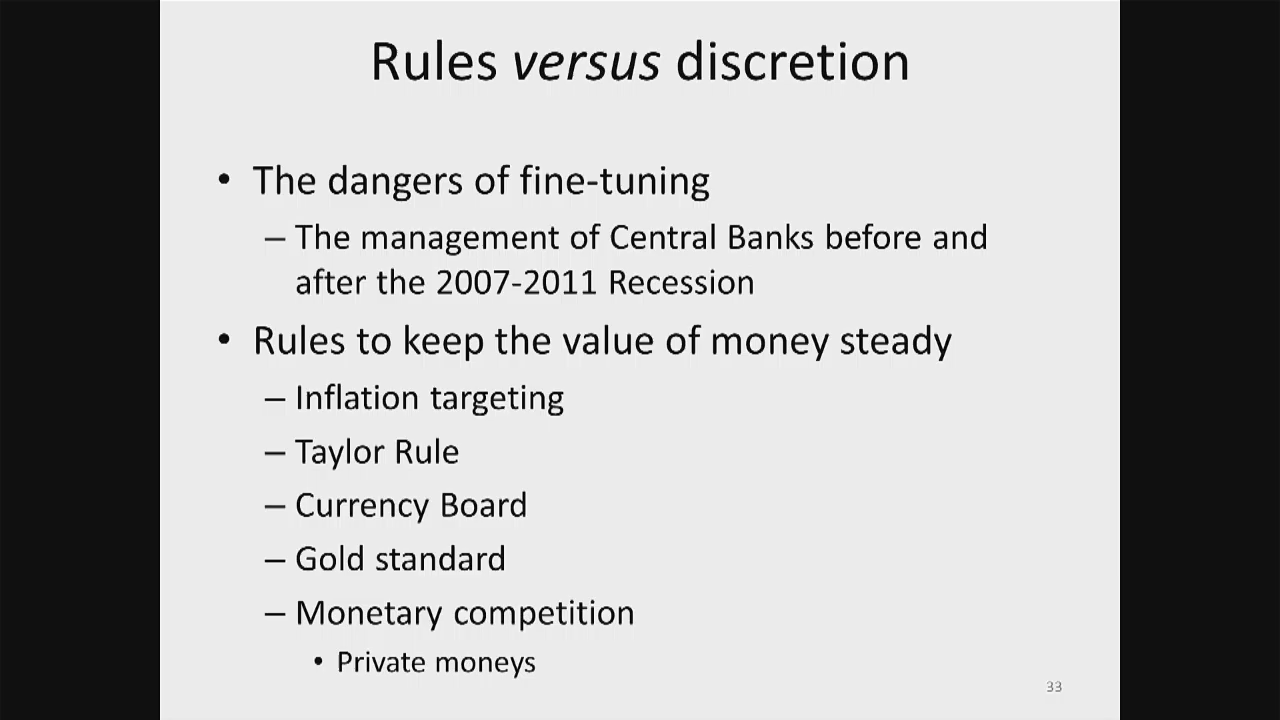 Rules versus discretion
• The dangers of fine-tuning
– The management of Central Banks before and
after the 2007-2011 Recession
• Rules to keep the value of money steady
– Inflation targeting
– Taylor Rule
– Currency Board
– Gold standard
– Monetary competition
• Private moneys
33